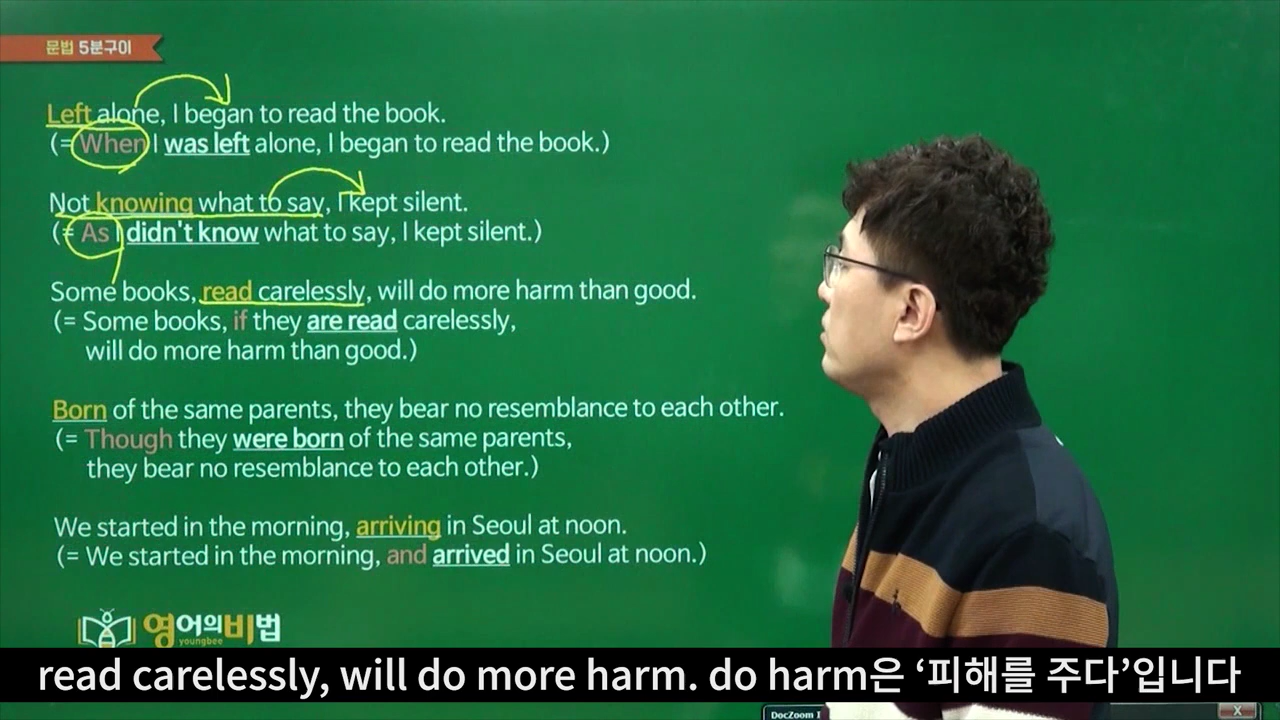 문법 5분구이
Left alone, I began to read the book.
(= When I was left alone, I began to read the book.)
Not knowing what to say, I kept silent.
(= As I didn't know what to say, I kept silent.)
Some books, read carelessly, will do more harm than good.
(= Some books, if they are read carelessly,
will do more harm than good.)
Born of the same parents, they bear no resemblance to each other.
(= Though they were born of the same parents,
they bear no resemblance to each other.)
We started in the morning, arriving in Seoul at noon.
(= We started in the morning, and arrived in Seoul at noon.)
영어의비법
youngbee
read carelessly, will do more harm. do harm은 ‘피해를 주다’입니다
DocZoom
X